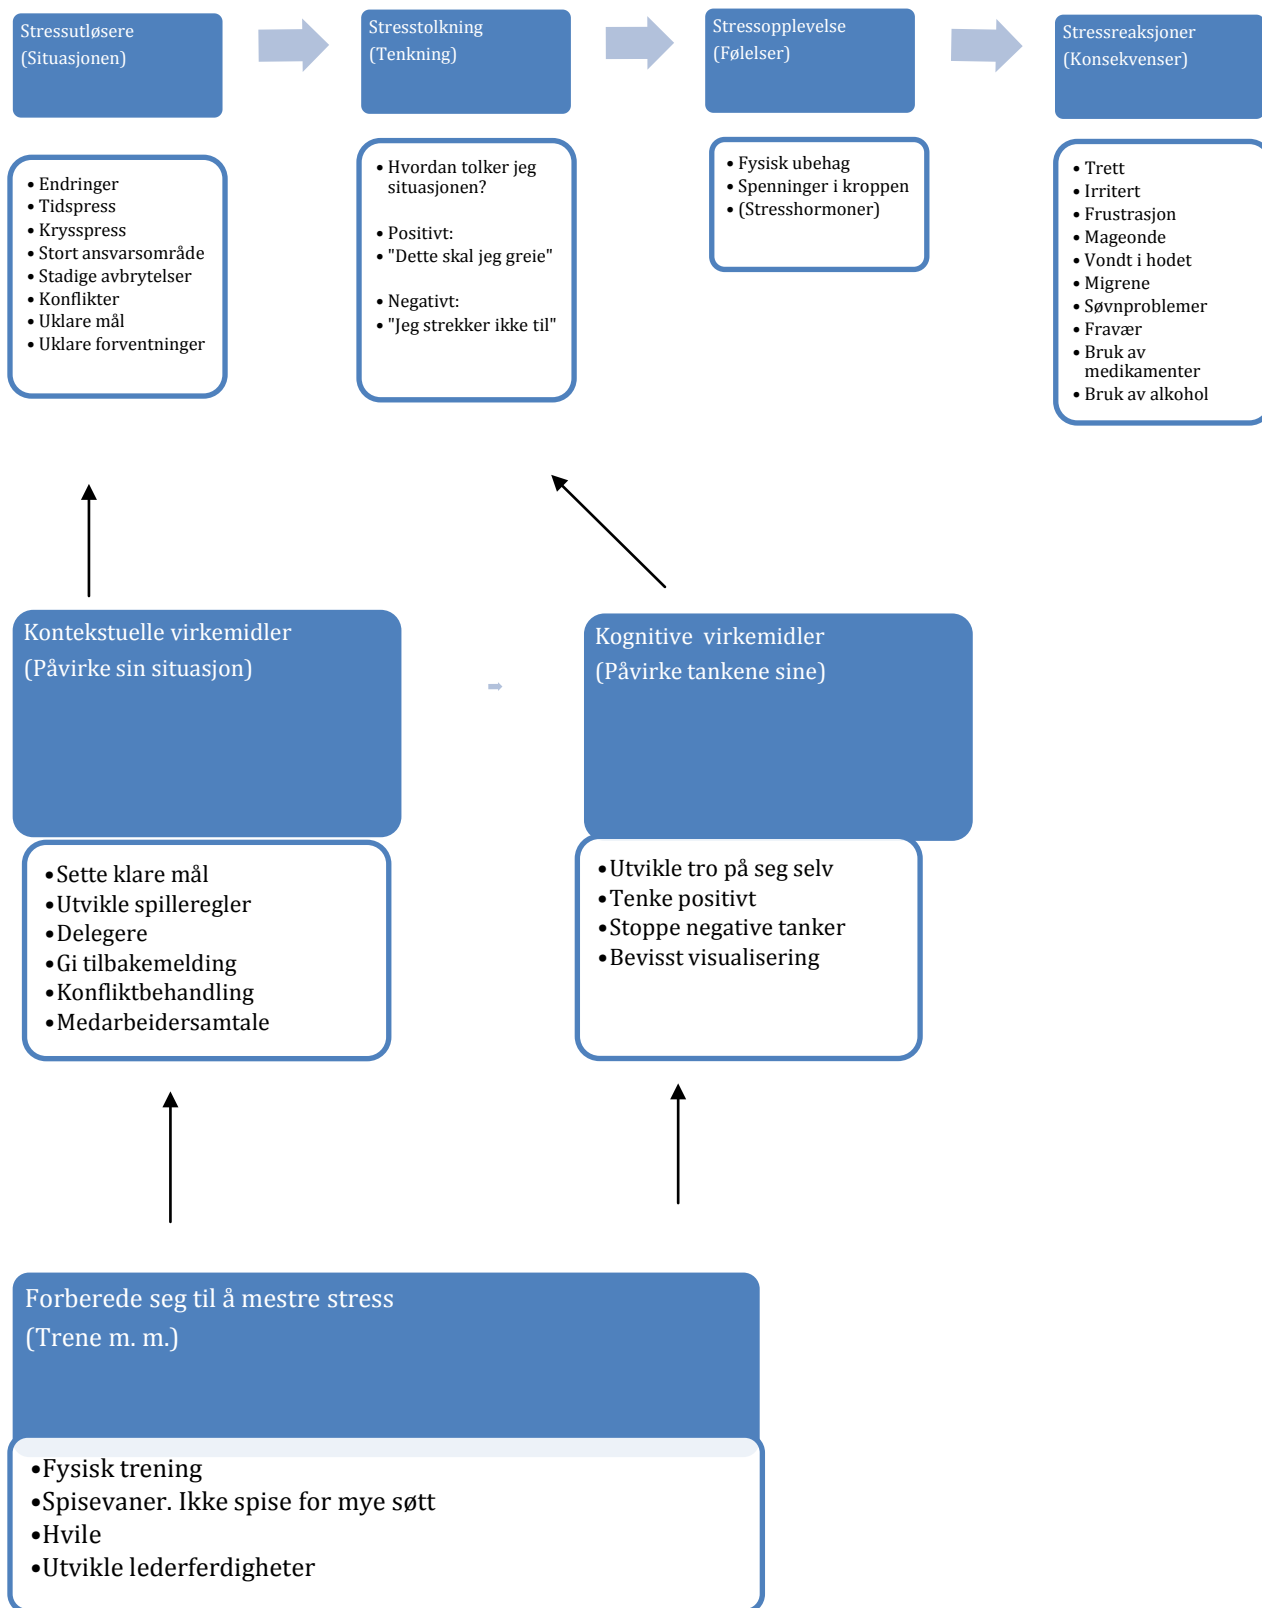 Stressutløsere
(Situasjonen)
Stresstolkning
(Tenkning)
Stressopplevelse
(Følelser)
Stressreaksjoner
(Konsekvenser)
• Endringer
• Tidspress
• Krysspress
• Stort ansvarsområde
• Stadige avbrytelser
• Konflikter
• Uklare mål
• Uklare forventninger
• Hvordan tolker jeg
situasjonen?
• Positivt:
• "Dette skal jeg greie"
• Negativt:
• "Jeg strekker ikke til"
• Fysisk ubehag
• Spenninger i kroppen
• (Stresshormoner)
• Trett
• Irritert
• Frustrasjon
• Mageonde
• Vondt i hodet
• Migrene
• Søvnproblemer
• Fravær
• Bruk av
medikamenter
• Bruk av alkohol
Kontekstuelle virkemidler
(Påvirke sin situasjon)
Kognitive virkemidler
(Påvirke tankene sine)
•Sette klare mål
•Utvikle spilleregler
•Delegere
•Gi tilbakemelding
•Konfliktbehandling
•Medarbeidersamtale
•Utvikle tro på seg selv
•Tenke positivt
•Stoppe negative tanker
•Bevisst visualisering
Forberede seg til å mestre stress
(Trene m. m.)
•Fysisk trening
•Spisevaner. Ikke spise for mye søtt
•Hvile
•Utvikle lederferdigheter